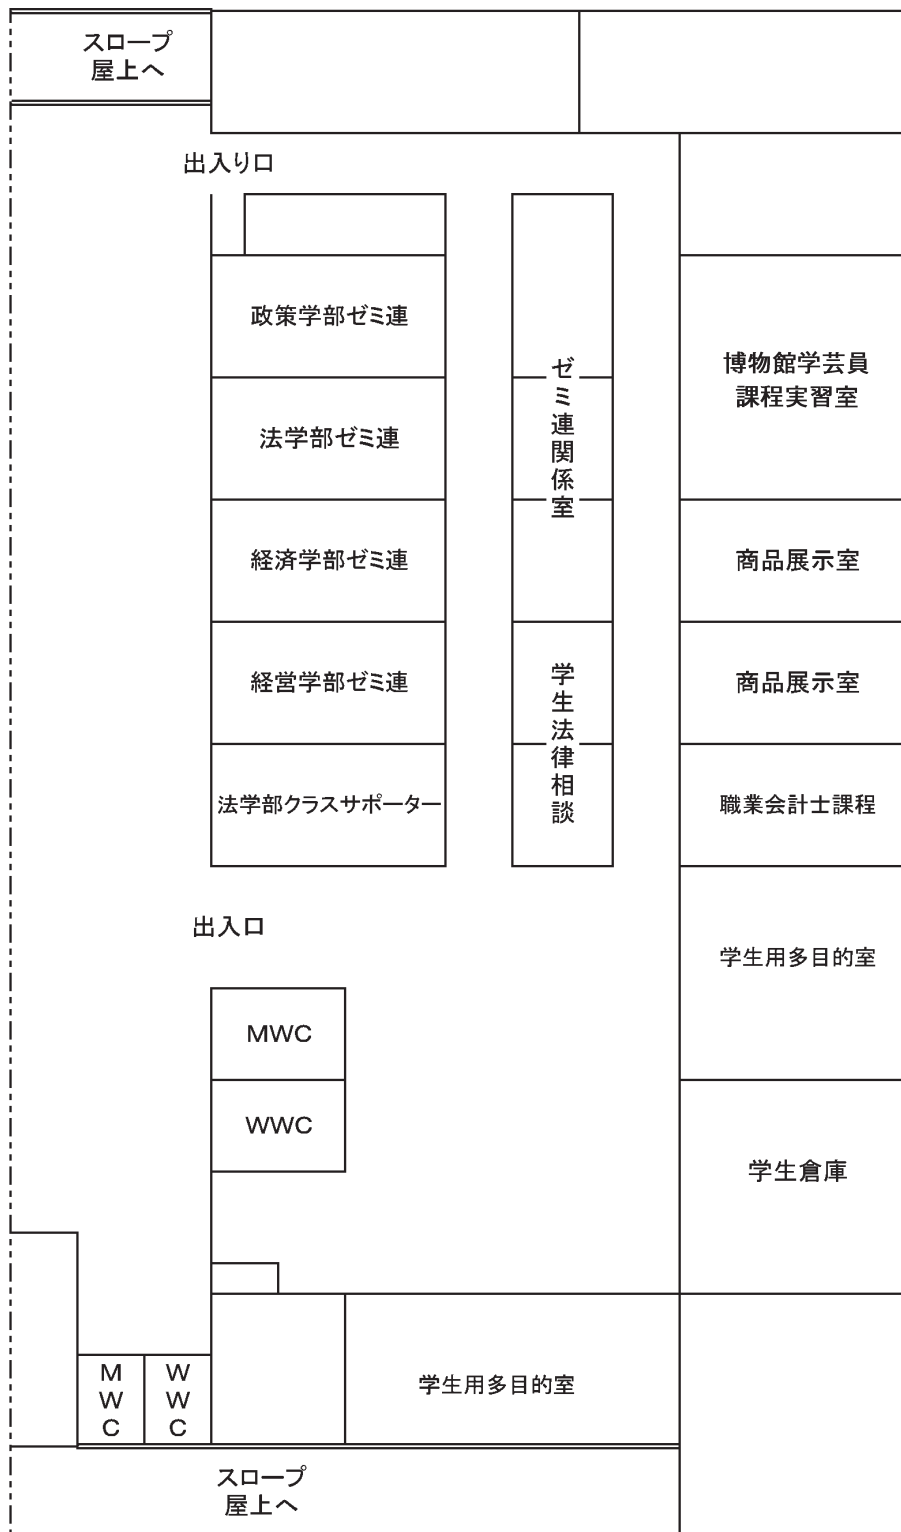 スロープ
屋上へ
出入り口
政策学部ゼミ連
法学部ゼミ連
経済学部ゼミ連
経営学部ゼミ連
法学部クラスサポーター
ゼミ連関係室
学生法律相談
博物館学芸員
課程実習室
商品展示室
商品展示室
職業会計士課程
学生用多目的室
学生倉庫
出入口
MWC
WWC
MWC
WWC
学生用多目的室
スロープ
屋上へ